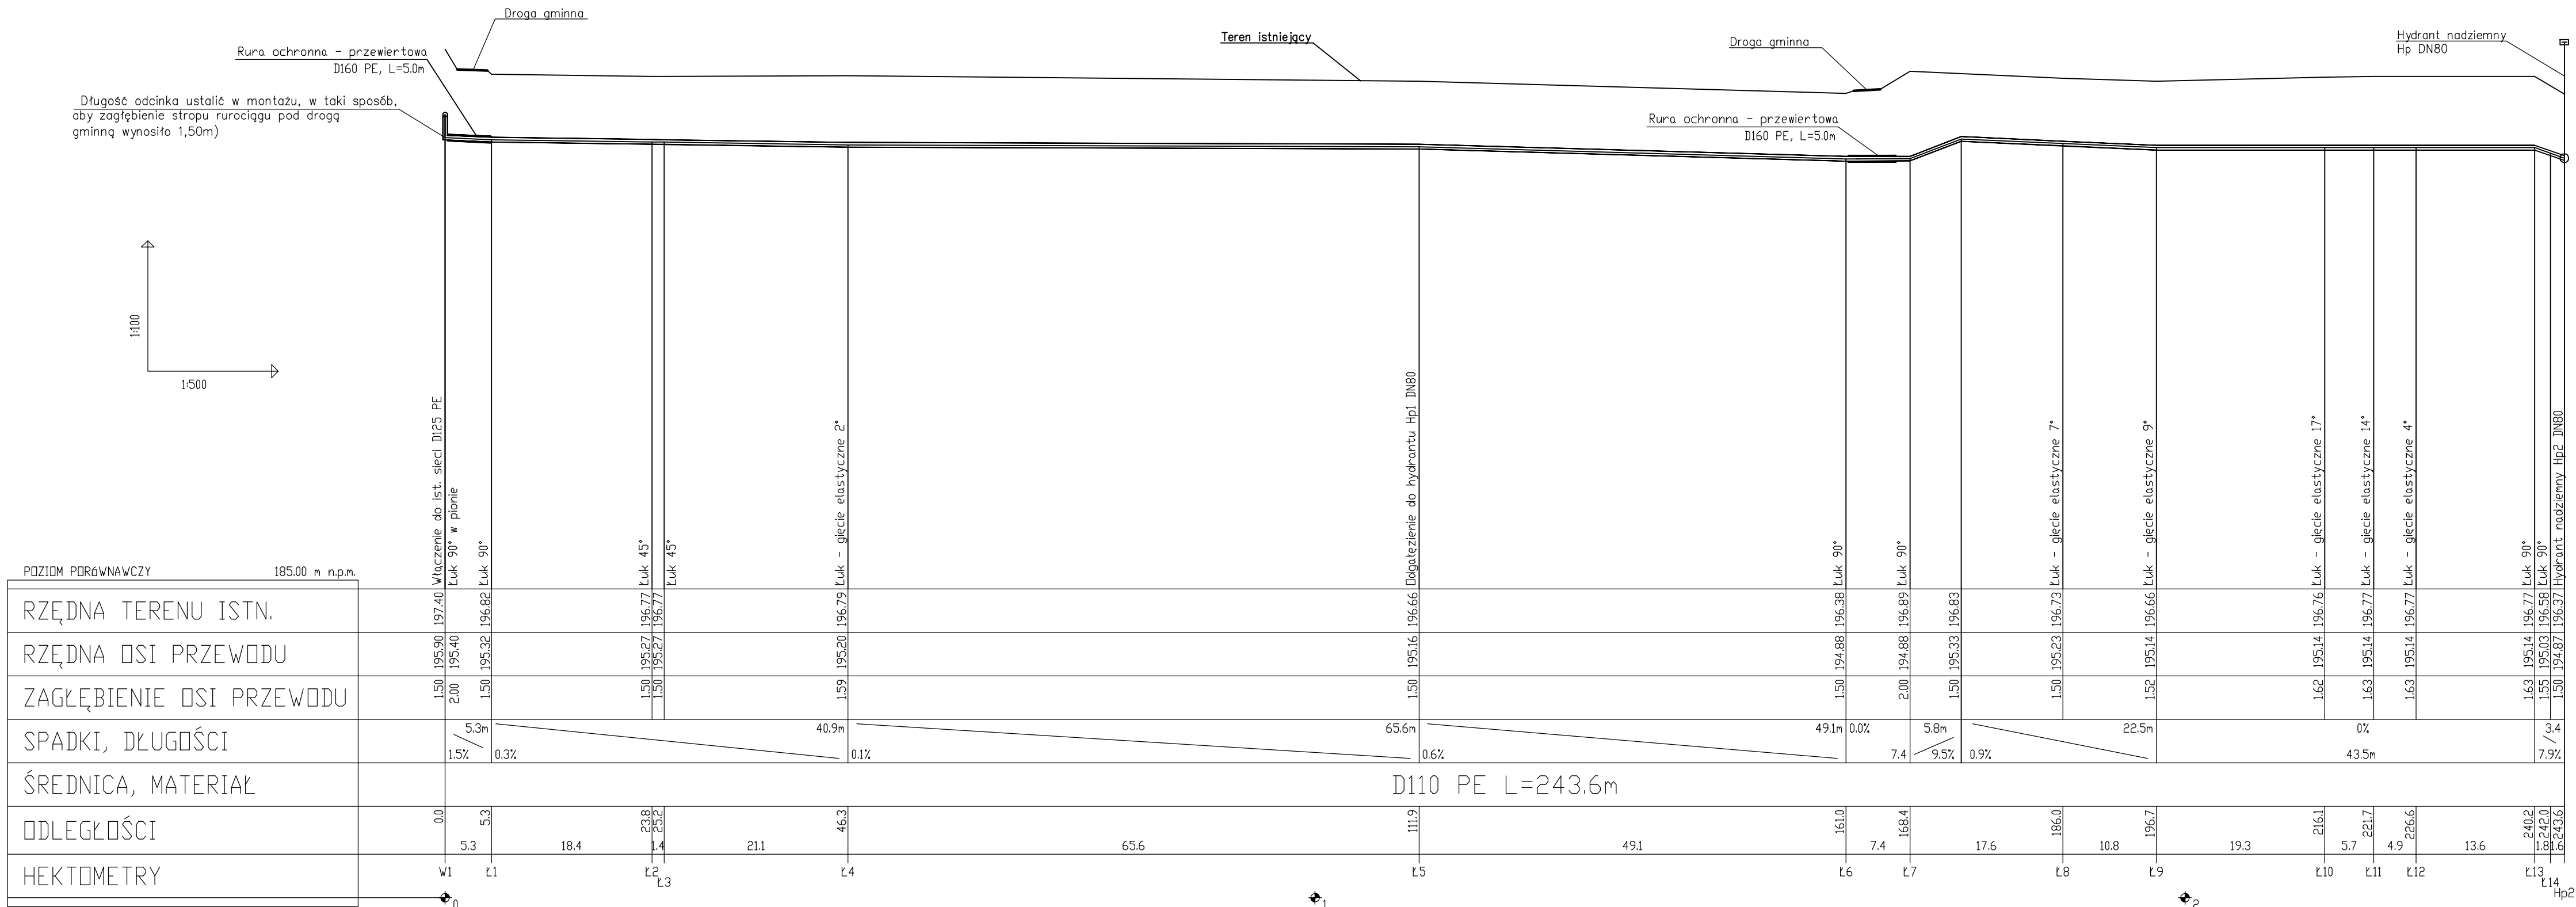 Droga gminna
Rura ochronna - przewiertowa
D160 PE, L=5.0m
Długość odcinka ustalić w montażu, w taki sposób,
aby zagłębienie stropu rurociągu pod drogą
gminną wynosiło 1,50m)
Teren istniejący
Droga gminna
Rura ochronna - przewiertowa
D160 PE, L=5.0m
Hydrant nadziemny
Hp DN80
1:100
1:500
Włączenie do ist. sieci D125 PE
Łuk 90° w pionie
Łuk 90°
Łuk 45°
Łuk 45°
Łuk - gięcie elastyczne 2°
Odgałęzienie do hydrantu Hp1 DN80
Łuk 90°
Łuk 90°
Łuk - gięcie elastyczne 7°
Łuk - gięcie elastyczne 9°
Łuk - gięcie elastyczne 17°
Łuk - gięcie elastyczne 14°
Łuk - gięcie elastyczne 4°
Łuk 90°
Łuk 90°
Hydrant nadziemny Hp2 DN80
POZIOM PORóWNAWCZY 185.00 m n.p.m.
RZĘDNA TERENU ISTN. 197.40 196.82 196.77 196.77 196.79 196.66 196.38 196.89 196.83 196.73 196.66 196.76 196.77 196.77 196.77 196.58 196.37
RZĘDNA OSI PRZEWODU 195.90 195.40 195.32 195.27 195.27 195.20 195.16 194.88 194.88 195.33 195.23 195.14 195.14 195.14 195.14 195.14 195.03 194.87
ZAGŁĘBIENIE OSI PRZEWODU 1.50 2.00 1.50 1.50 1.50 1.59 1.50 1.50 2.00 1.50 1.50 1.52 1.62 1.63 1.63 1.63 1.55 1.50
SPADKI, DŁUGOŚCI
5.3m 40.9m 65.6m 49.1m 0.0% 5.8m 22.5m 0% 3.4
1.5% 0.3% 0.1% 0.6% 7.4 9.5% 0.9% 43.5m 7.9%
ŚREDNICA, MATERIAŁ D110 PE L=243.6m
ODLEGŁOŚCI 0.0 5.3 23.8 25.2 46.3 111.9 161.0 168.4 186.0 196.7 216.1 221.7 226.6 240.2 242.0 243.6
5.3 18.4 1.4 21.1 65.6 49.1 7.4 17.6 10.8 19.3 5.7 4.9 13.6 1.8 1.6
HEKTOMETRY W1 Ł1 Ł2 Ł3 Ł4 Ł5 Ł6 Ł7 Ł8 Ł9 Ł10 Ł11 Ł12 Ł13 Ł14 Hp2
0 1 2